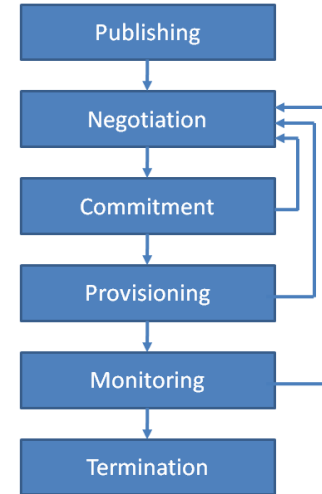 Publishing
Negotiation
Commitment
Provisioning
Monitoring
Termination